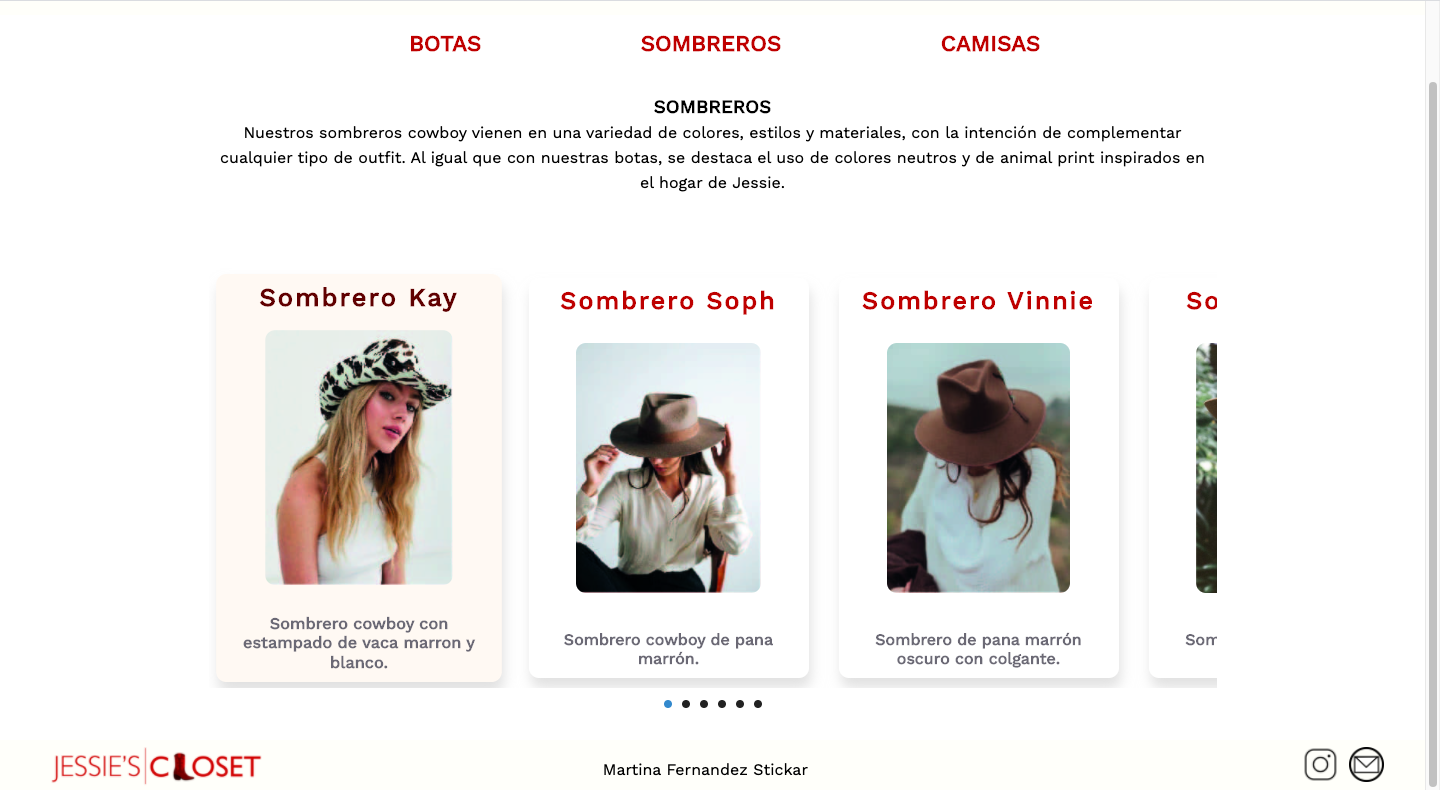 BOTAS SOMBREROS CAMISAS
SOMBREROS
Nuestros sombreros cowboy vienen en una variedad de colores, estilos y materiales, con la intención de complementar
cualquier tipo de outfit. Al igual que con nuestras botas, se destaca el uso de colores neutros y de animal print inspirados en
el hogar de Jessie.
Sombrero Kay
Sombrero cowboy con
estampado de vaca marron y
blanco.
Sombrero Soph
Sombrero cowboy de pana
marrón.
Sombrero Vinnie
Sombrero de pana marrón
oscuro con colgante.
So
Som
JESSIE'S CLOSET
Martina Fernandez Stickar